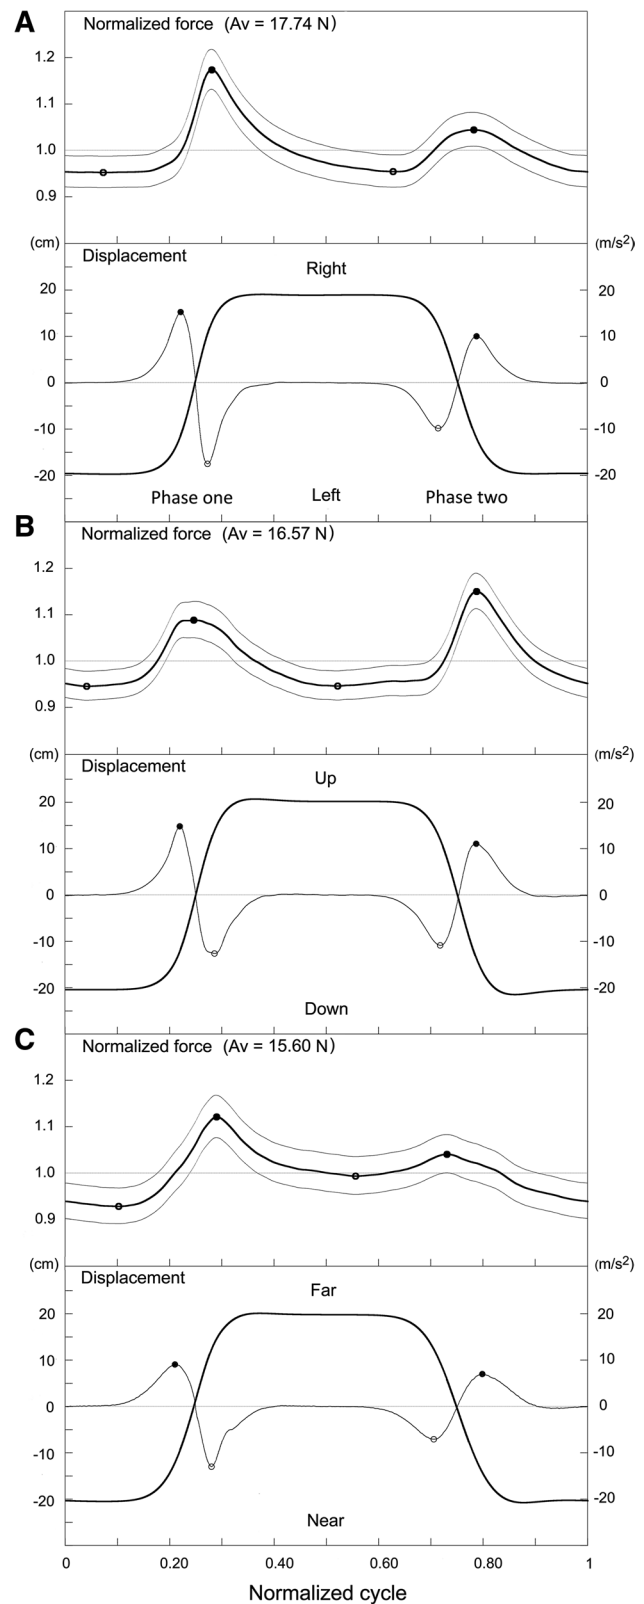 A
Normalized force (Av = 17.74 N)
1.2
1.1
1.0
0.9
(cm) (m/s2)
Displacement
Right
20 20
10 10
0 0
-10 -10
-20 -20
Phase one Left Phase two
B
Normalized force (Av = 16.57 N)
1.2
1.1
1.0
0.9
(cm) (m/s2)
Displacement
Up
20 20
10 10
0 0
-10 -10
-20 -20
Down
C
Normalized force (Av = 15.60 N)
1.2
1.1
1.0
0.9
(cm) (m/s2)
Displacement
Far
20 20
10 10
0 0
-10 -10
-20 -20
Near
0 0.20 0.40 0.60 0.80 1
Normalized cycle